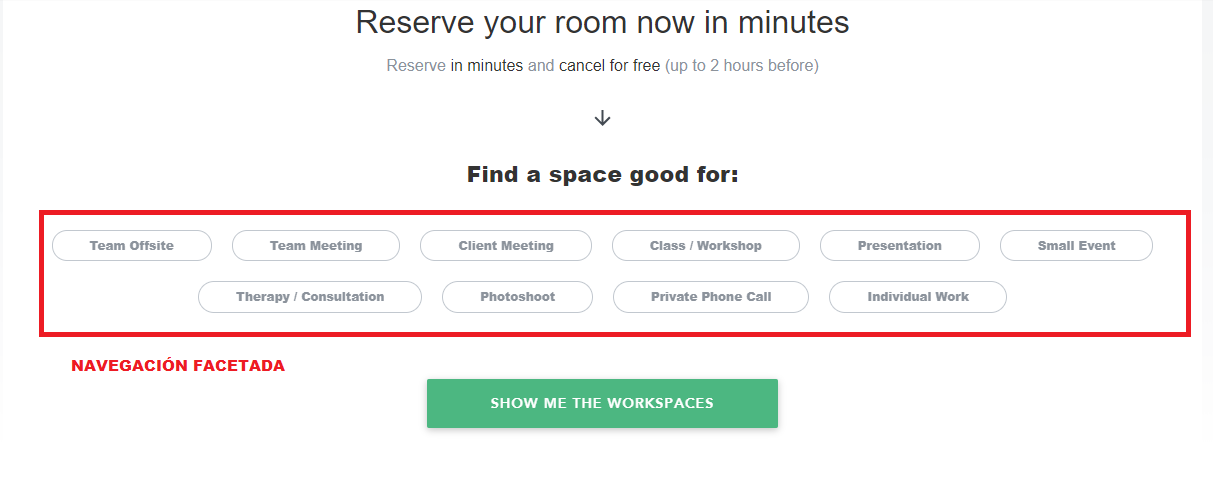 Reserve your room now in minutes
Reserve in minutes and cancel for free (up to 2 hours before)
Find a space good for:
Team Offsite Team Meeting Client Meeting Class / Workshop Presentation Small Event
Therapy / Consultation Photoshoot Private Phone Call Individual Work
NAVEGACIÓN FACETADA
SHOW ME THE WORKSPACES